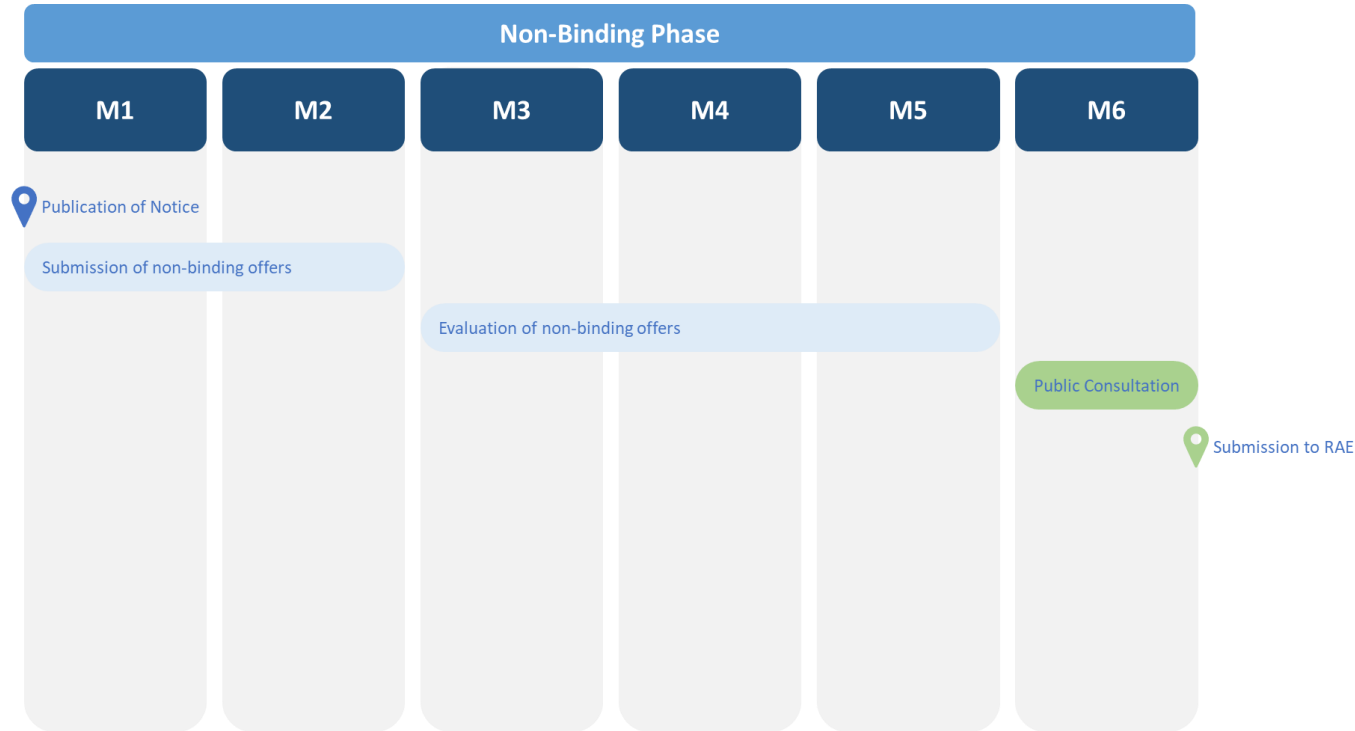 Non-Binding Phase
M1 M2 M3 M4 M5 M6
Publication of Notice
Submission of non-binding offers
Evaluation of non-binding offers
Public Consultation
Submission to RAE